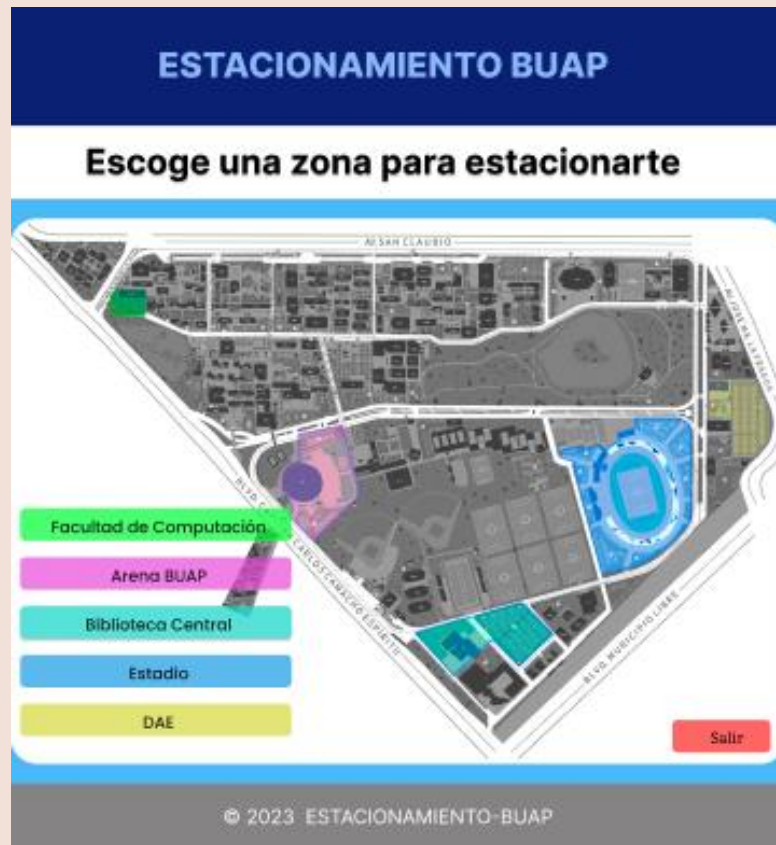 ESTACIONAMIENTO BUAP
Escoge una zona para estacionarte
AV. SAN CLAUDIO
BLVD. MUNICIPIO LIBRE
CARLOS CAMACHO ESPIRITU
Facultad de Computación
Arena BUAP
Biblioteca Central
Estadio
DAE
Salir
© 2023 ESTACIONAMIENTO-BUAP